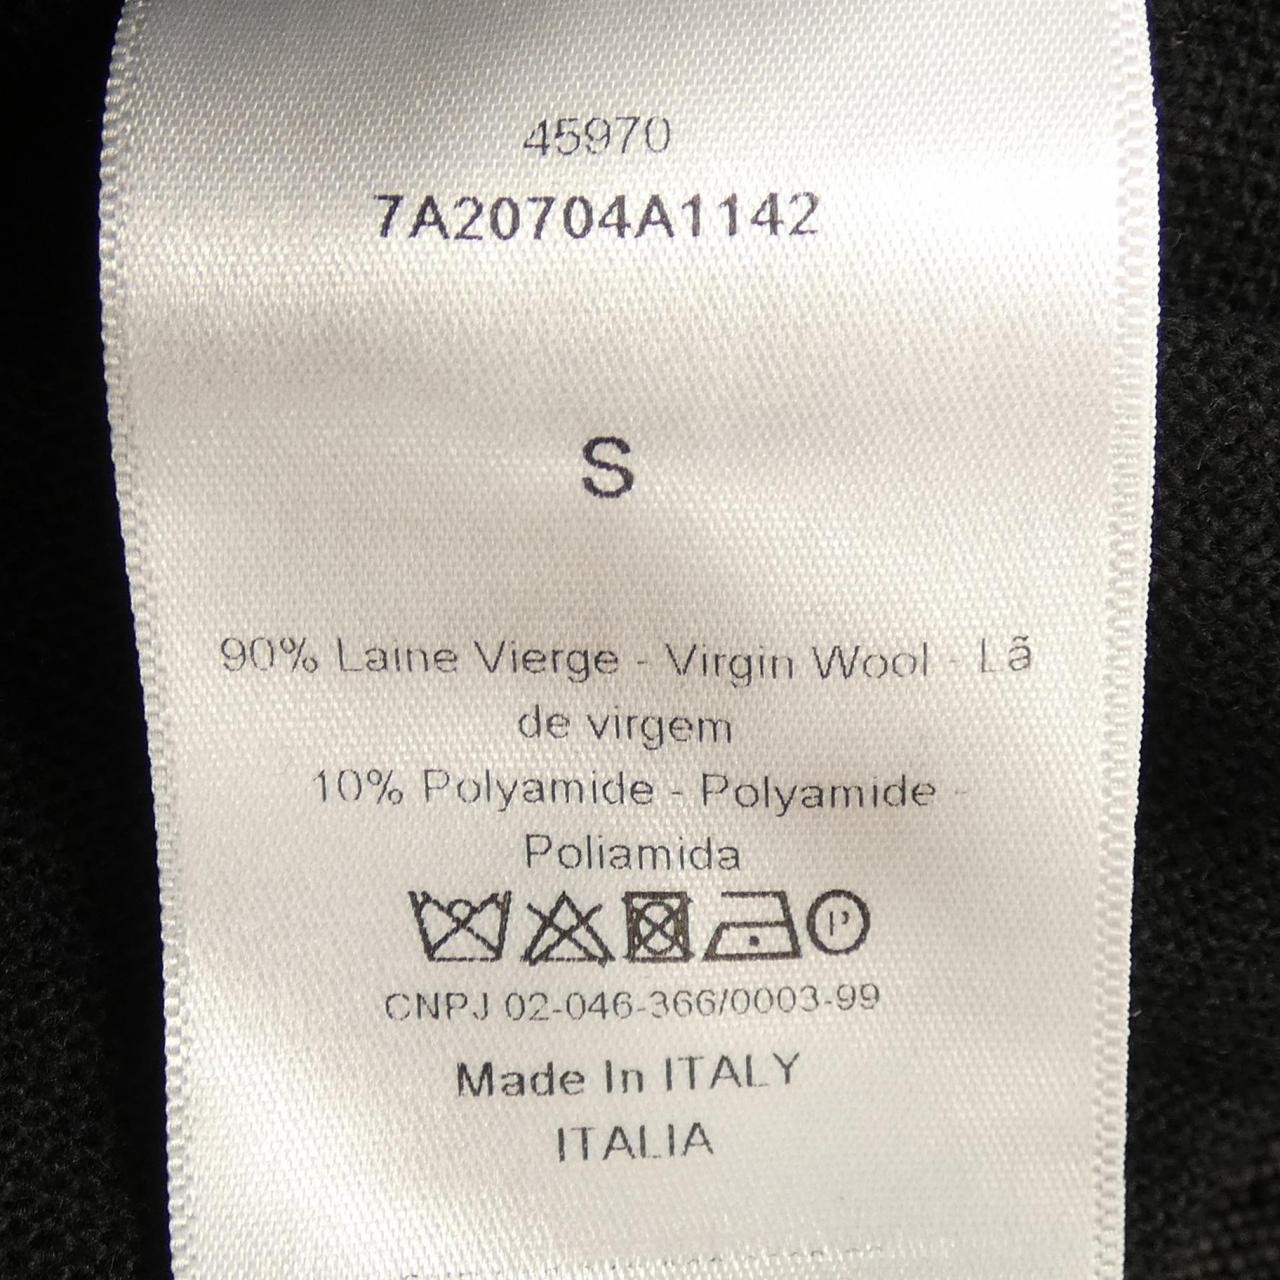 45970
7A20704A1142
S
90% Laine Vierge - Virgin Wool - Lã
de virgem
10% Polyamide - Polyamide -
Poliamida
P
CNPJ 02-046-366/0003-99
Made In ITALY
ITALIA